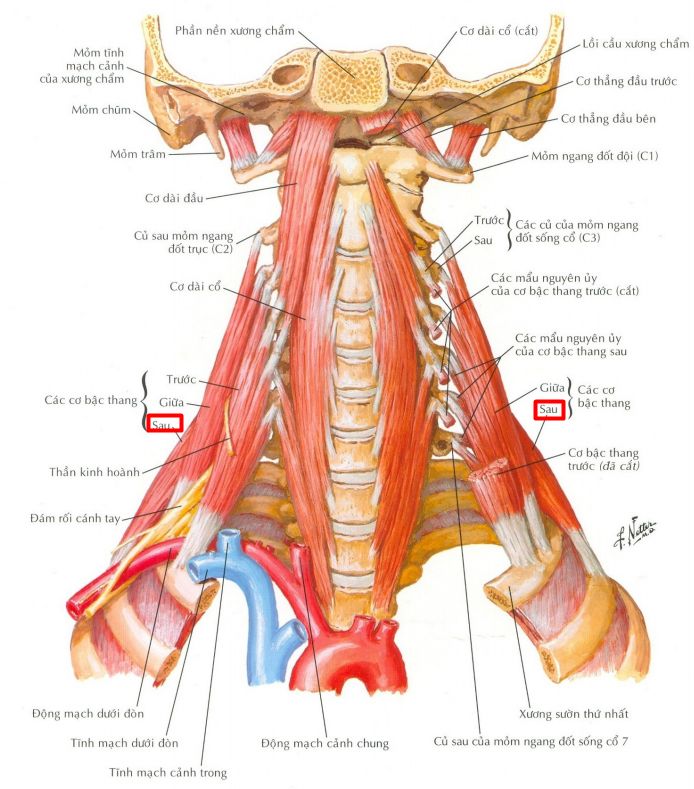 Phần nền xương chẩm
Cơ dài cổ (cắt)
Lồi cầu xương chẩm
Mỏm tĩnh
mạch cảnh
của xương chẩm
Cơ thẳng đầu trước
Mỏm chũm
Cơ thẳng đầu bên
Mỏm trâm
Mỏm ngang đốt đội (C1)
Cơ dài đầu
Trước
Sau
Các củ của mỏm ngang
đốt sống cổ (C3)
Củ sau mỏm ngang
đốt trục (C2)
Các mẩu nguyên ủy
của cơ bậc thang trước (cắt)
Cơ dài cổ
Các mẩu nguyên ủy
của cơ bậc thang sau
Các cơ bậc thang
Trước
Giữa
Sau
Giữa
Sau
Các cơ
bậc thang
Thần kinh hoành
Cơ bậc thang
trước (đã cắt)
Đám rối cánh tay
F. Netter
M.D.
Động mạch dưới đòn
Xương sườn thứ nhất
Tĩnh mạch dưới đòn
Động mạch cảnh chung
Củ sau của mỏm ngang đốt sống cổ 7
Tĩnh mạch cảnh trong